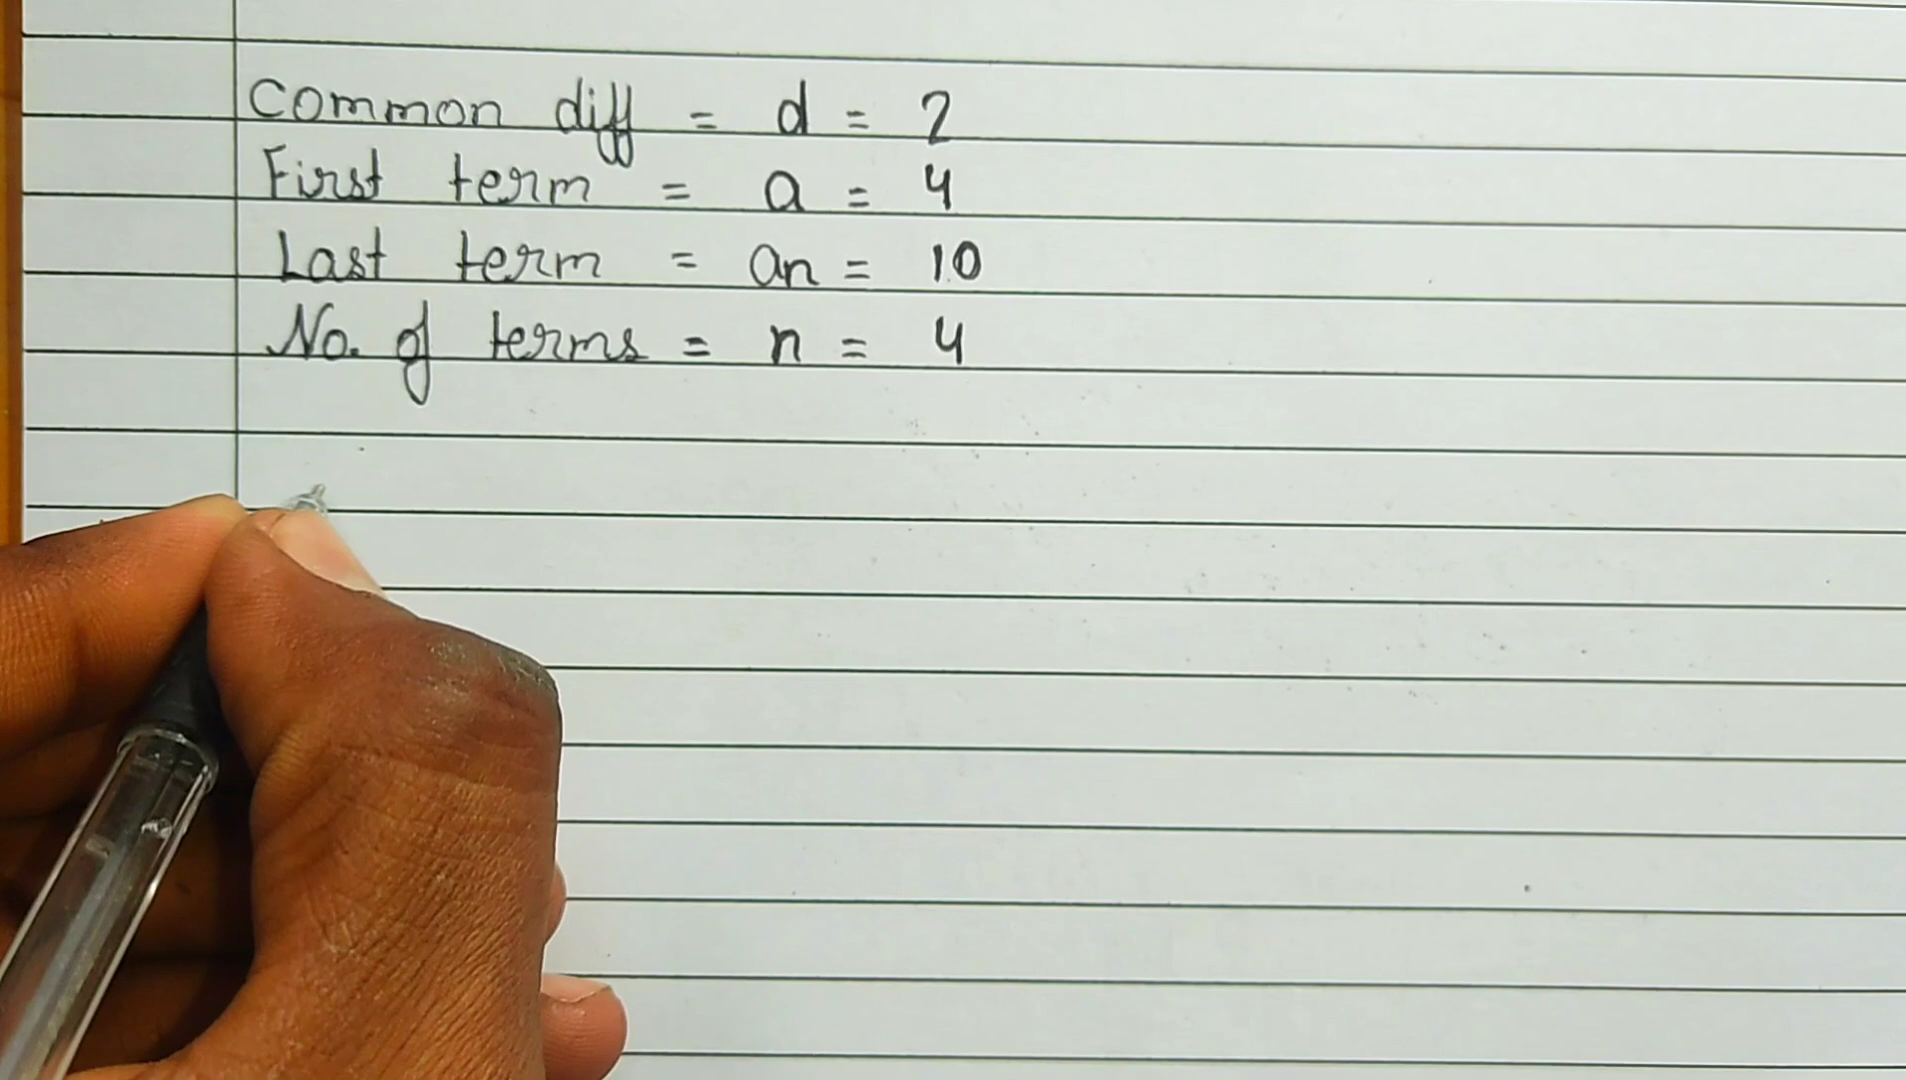 Common diff = d = 2
First term = a = 4
Last term = an = 10
No. of terms = n = 4